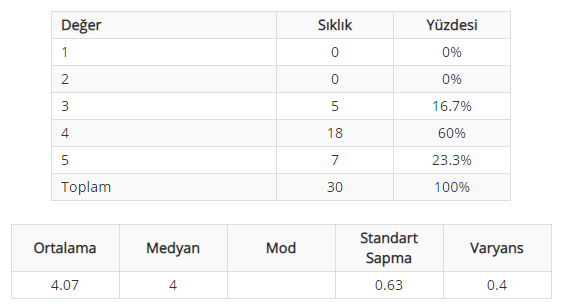 Değer Sıklık Yüzdesi
1 0 0%
2 0 0%
3 5 16.7%
4 18 60%
5 7 23.3%
Toplam 30 100%
Ortalama Medyan Mod Standart Sapma Varyans
4.07 4 0.63 0.4